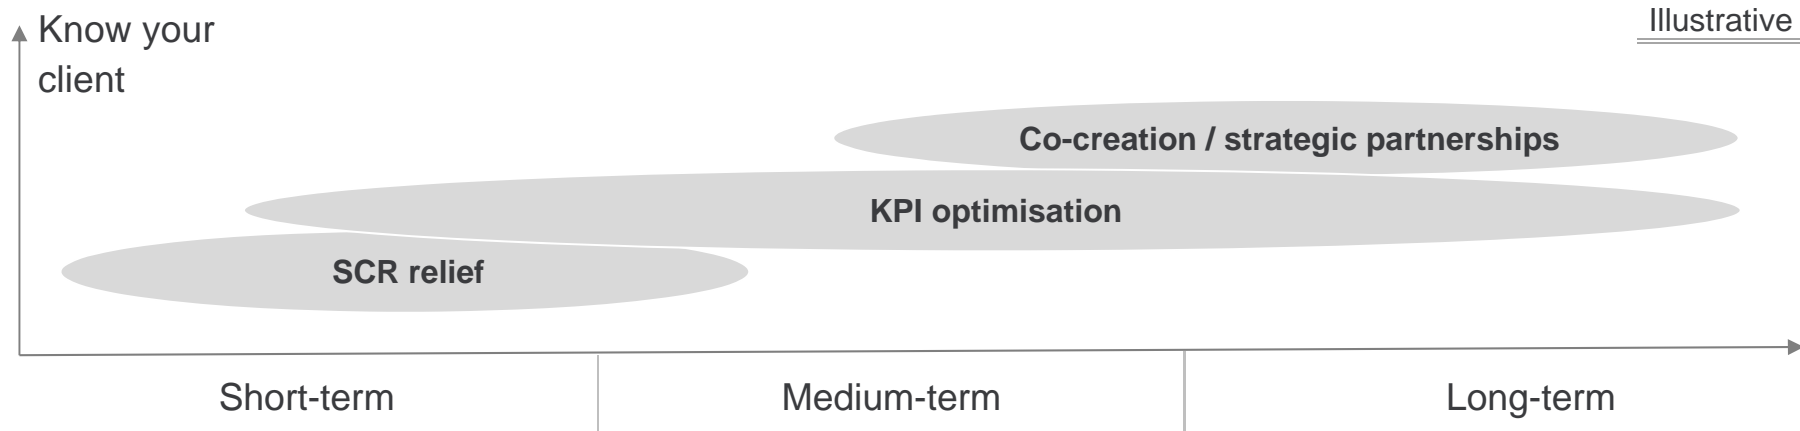 Know your
client
Illustrative
Co-creation / strategic partnerships
KPI optimisation
SCR relief
Short-term
Medium-term
Long-term